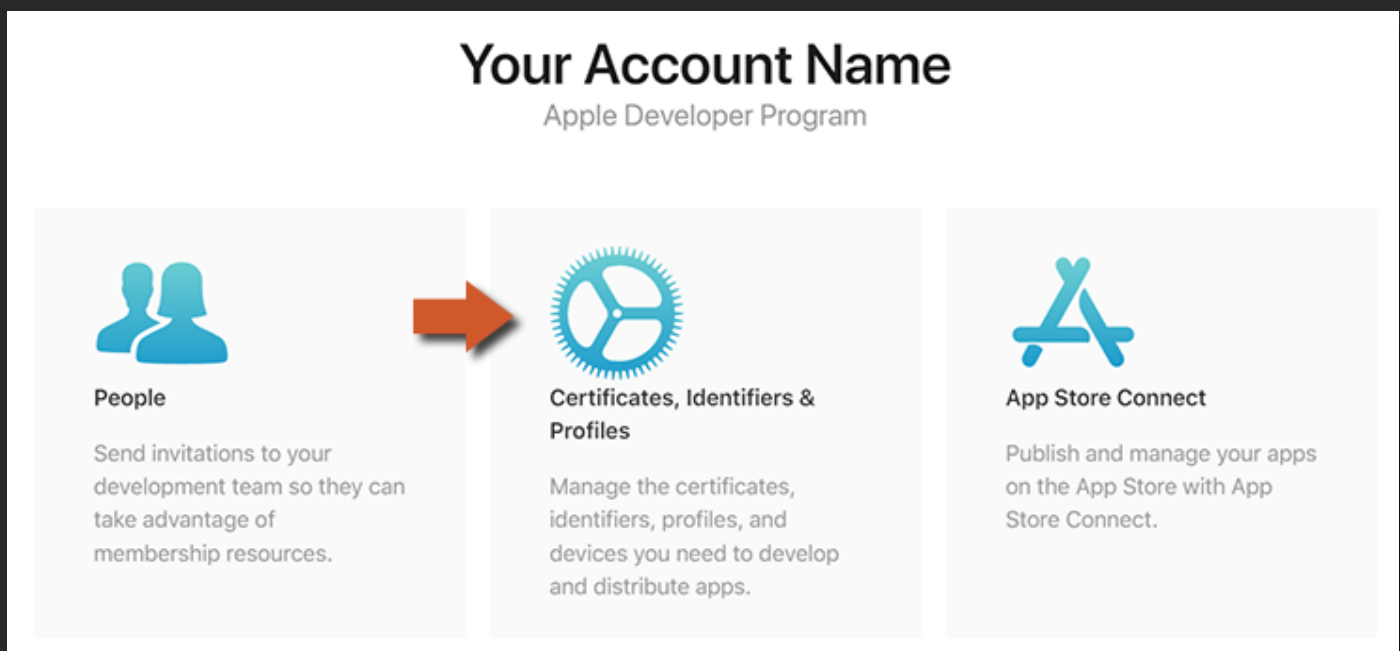 Your Account Name
Apple Developer Program
People
Send invitations to your
development team so they can
take advantage of
membership resources.
Certificates, Identifiers &
Profiles
Manage the certificates,
identifiers, profiles, and
devices you need to develop
and distribute apps.
App Store Connect
Publish and manage your apps
on the App Store with App
Store Connect.